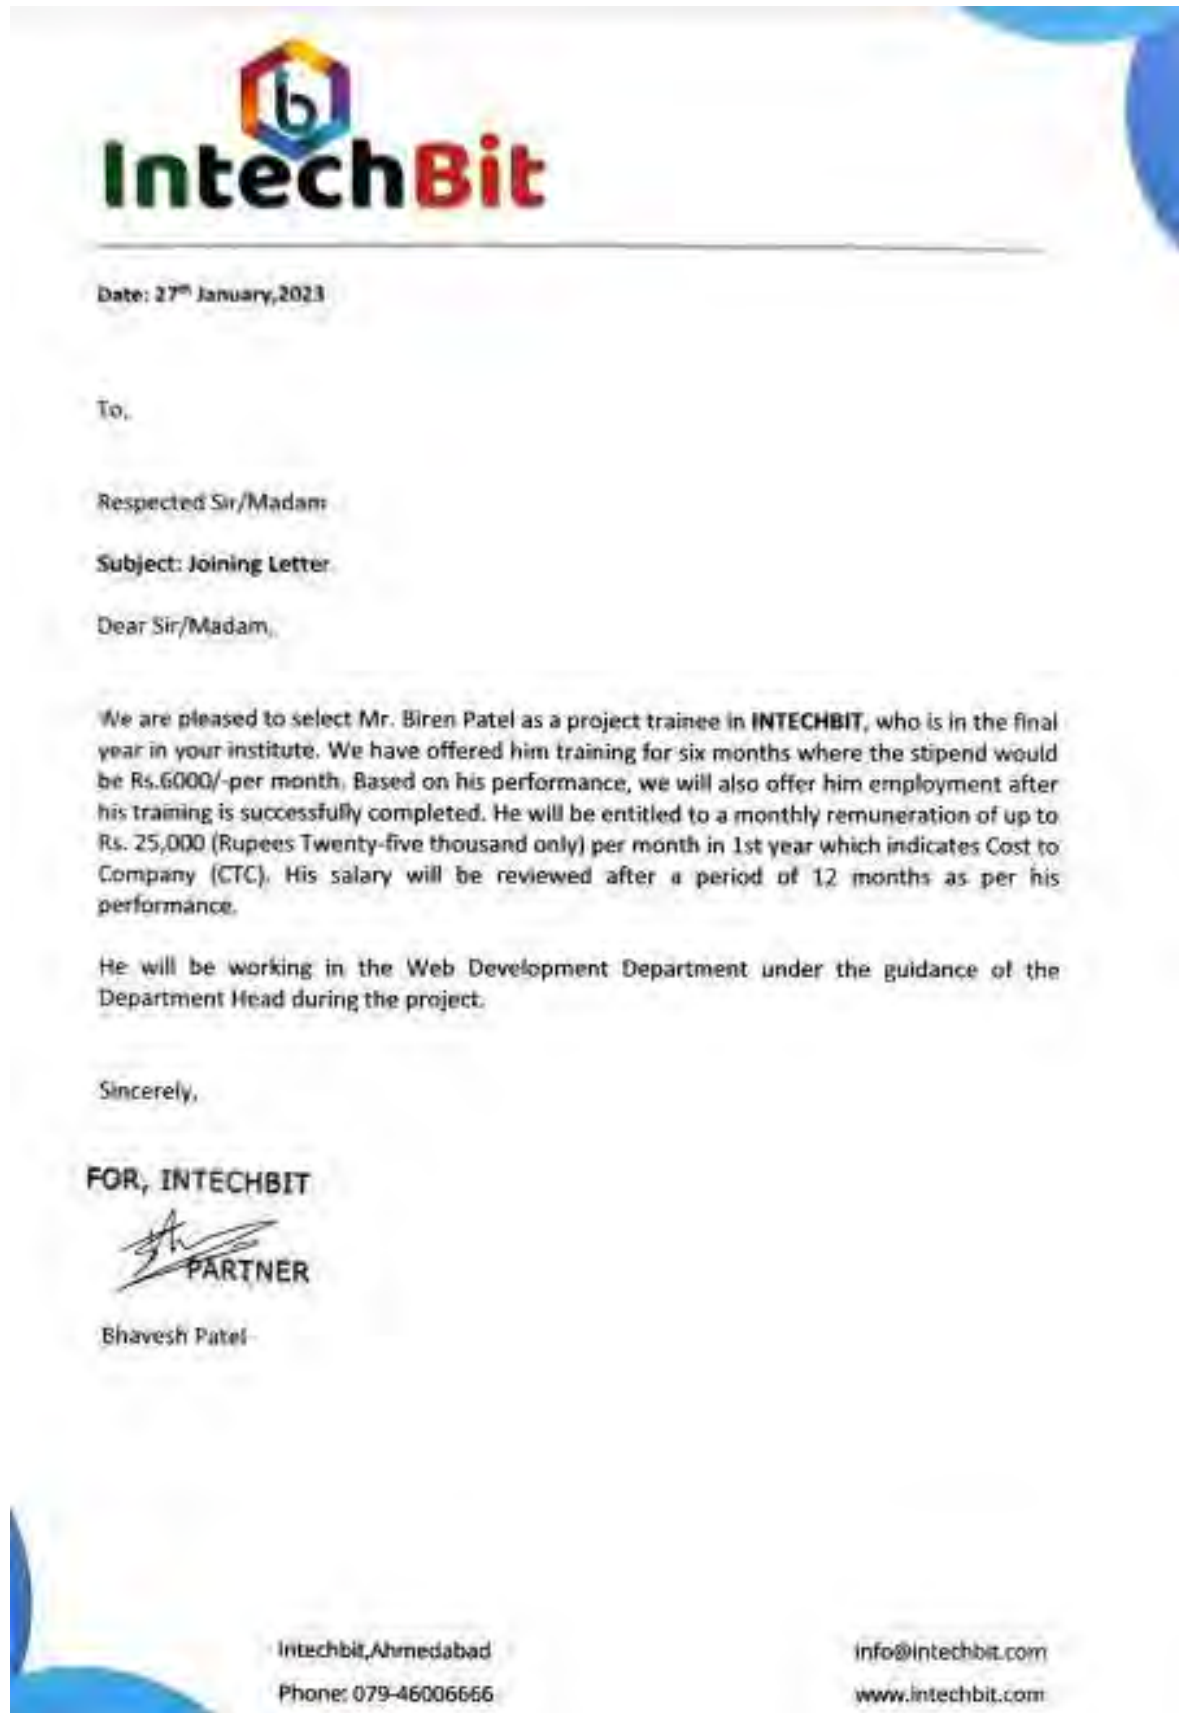 b
IntechBit
Date: 27th January,2023
To,
Respected Sir/Madam
Subject: Joining Letter
Dear Sir/Madam,
We are pleased to select Mr. Biren Patel as a project trainee in INTECHBIT, who is in the final
year in your institute. We have offered him training for six months where the stipend would
be Rs.6000/-per month. Based on his performance, we will also offer him employment after
his training is successfully completed. He will be entitled to a monthly remuneration of up to
Rs. 25,000 (Rupees Twenty-five thousand only) per month in 1st year which indicates Cost to
Company (CTC). His salary will be reviewed after a period of 12 months as per his
performance.
He will be working in the Web Development Department under the guidance of the
Department Head during the project.
Sincerely,
FOR, INTECHBIT
PARTNER
Bhavesh Patel
Intechbit,Ahmedabad
info@intechbit.com
Phone: 079-46006666
www.intechbit.com